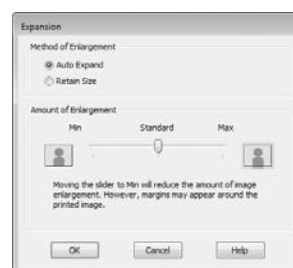 Expansion
Method of Enlargement
Auto Expand
Retain Size
Amount of Enlargement
Min Standard Max
Moving the slider to Min will reduce the amount of image
enlargement. However, margins may appear around the
printed image.
OK Cancel Help